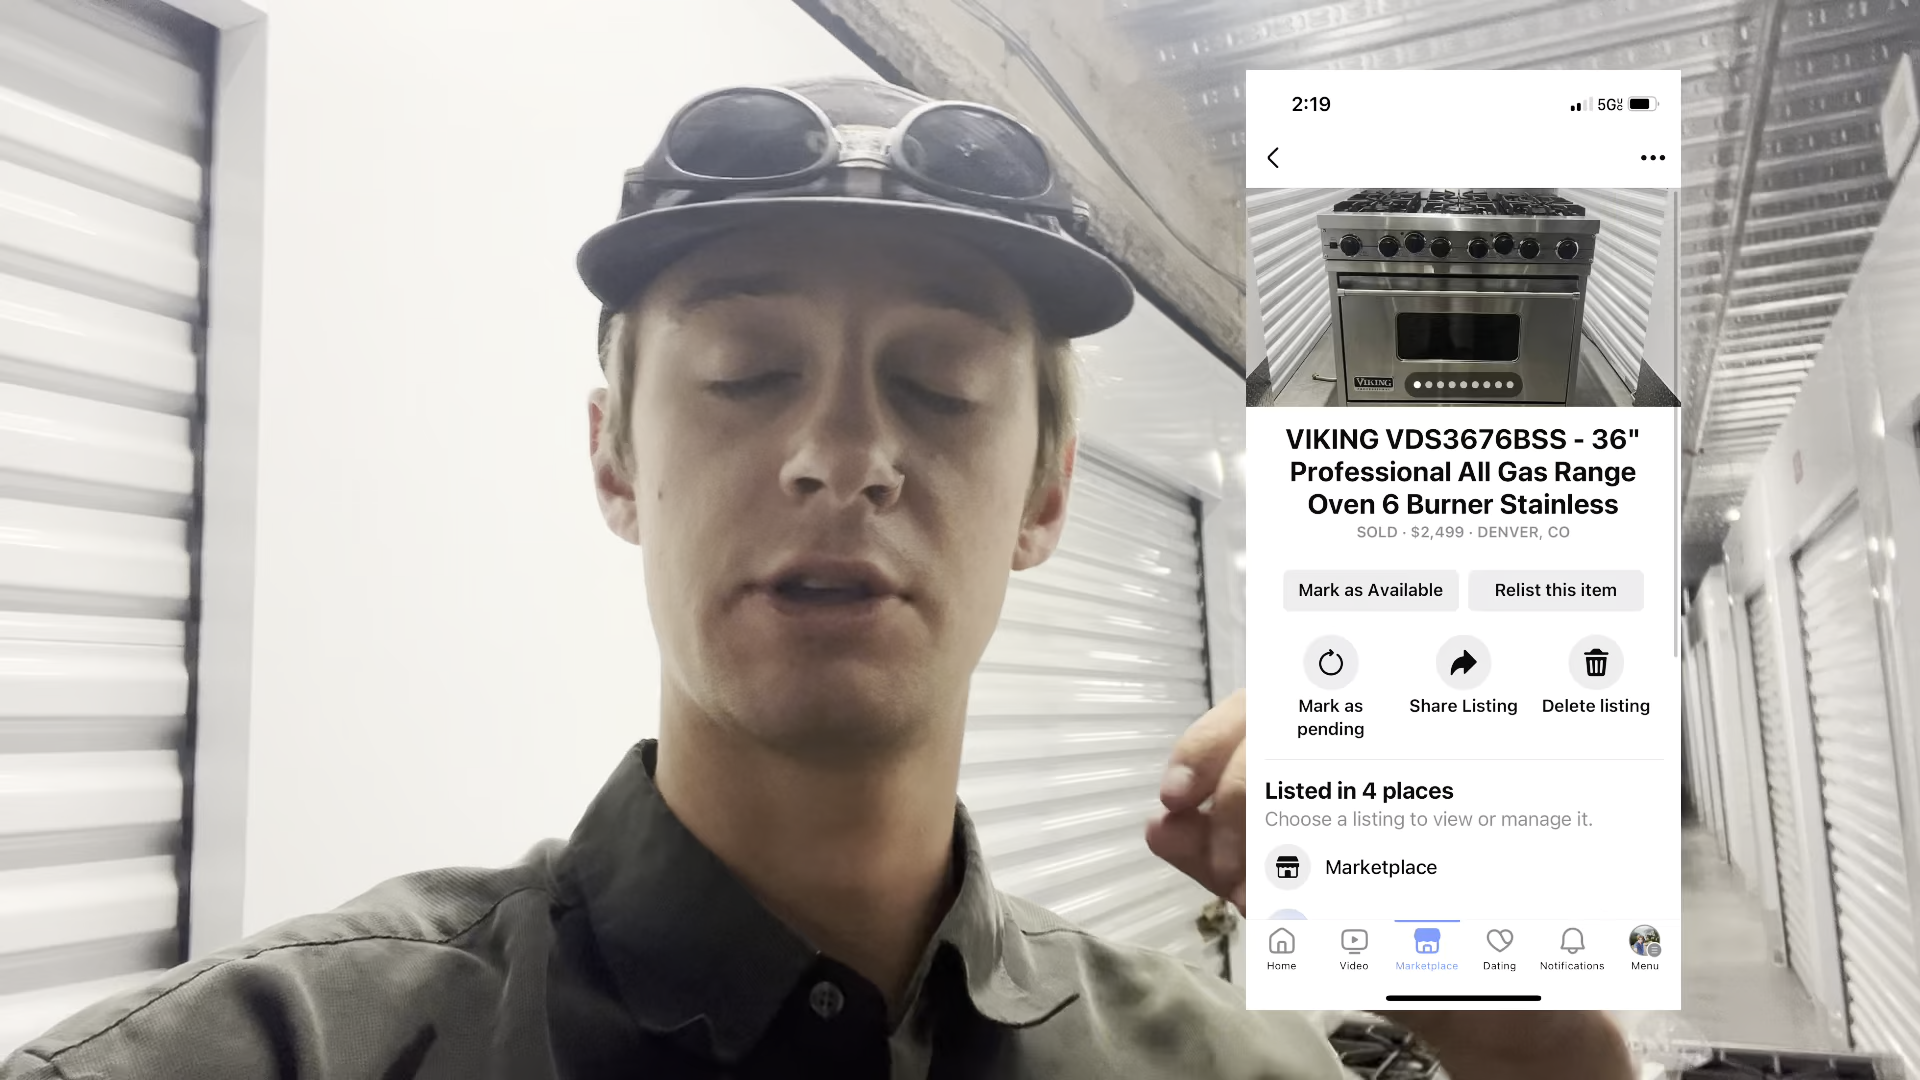 2:19
5GUC
VIKING
VIKING VDS3676BSS - 36"
Professional All Gas Range
Oven 6 Burner Stainless
SOLD · $2,499 · DENVER, CO
Mark as Available
Relist this item
Mark as
pending
Share Listing
Delete listing
Listed in 4 places
Choose a listing to view or manage it.
Marketplace
Home
Video
Marketplace
Dating
Notifications
Menu